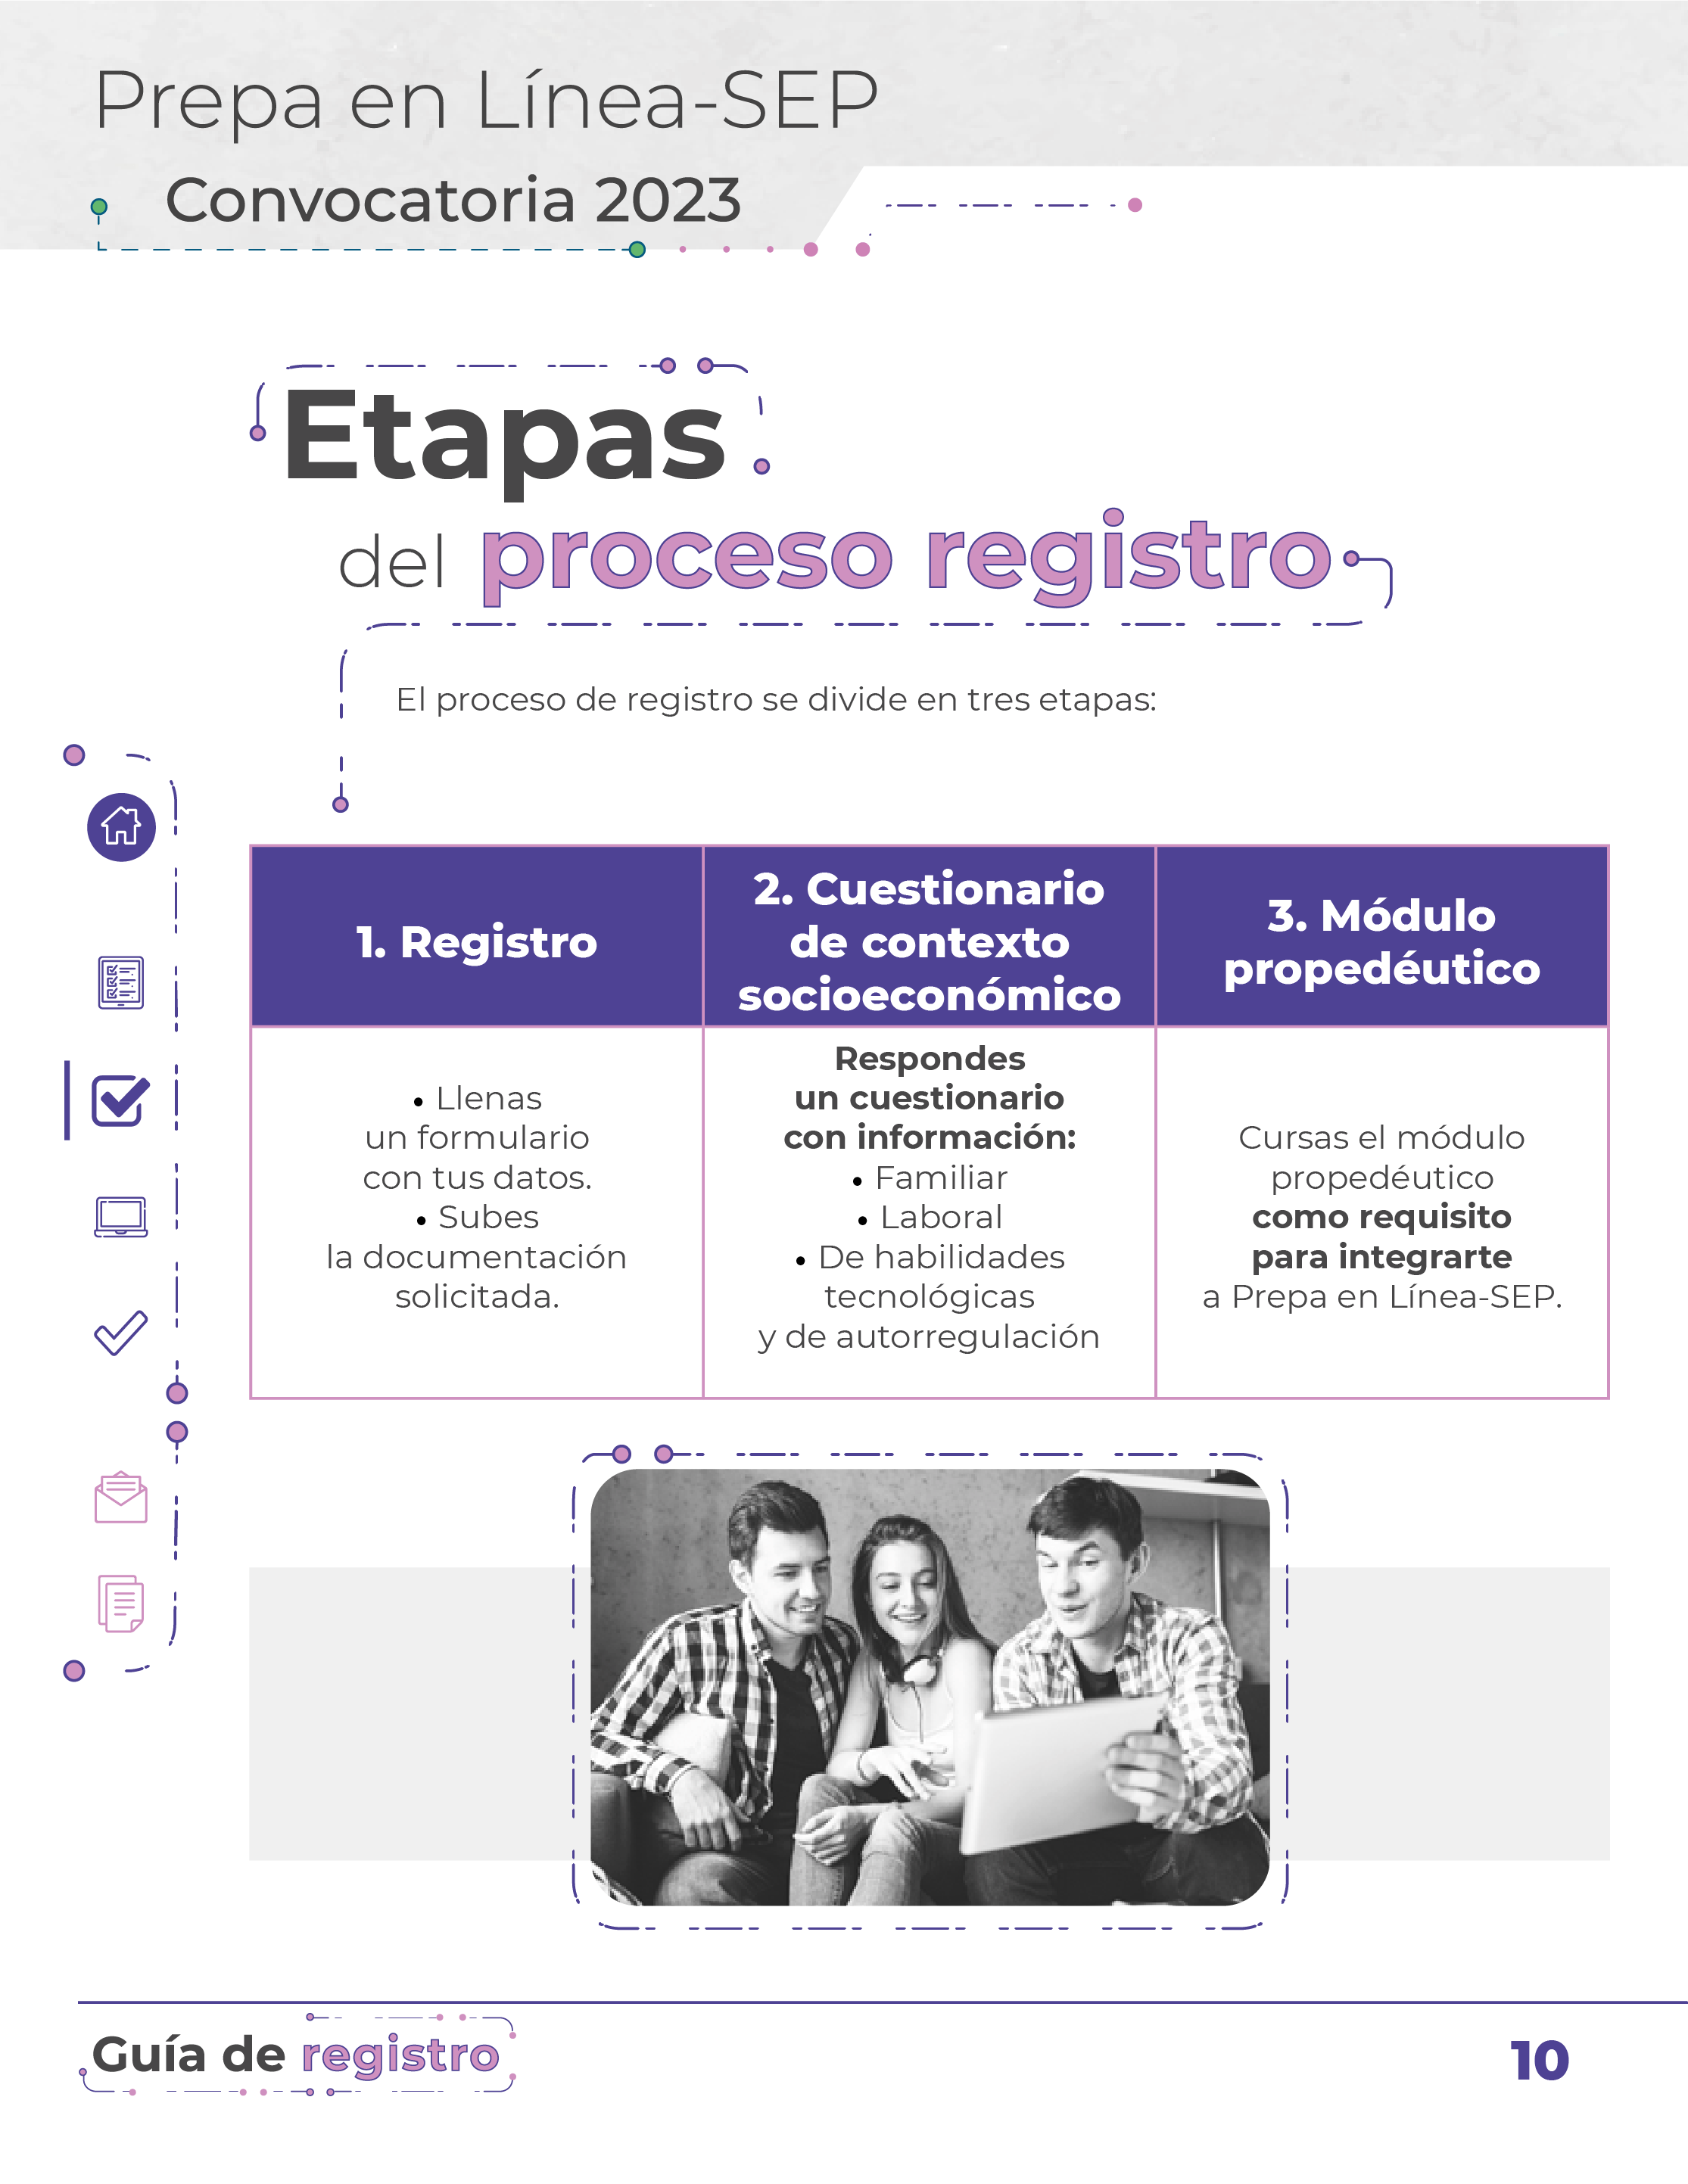 Prepa en Línea-SEP
Convocatoria 2023
Etapas
del proceso registro
El proceso de registro se divide en tres etapas:
1. Registro
2. Cuestionario
de contexto
socioeconómico
3. Módulo
propedéutico
• Llenas
un formulario
con tus datos.
• Subes
la documentación
solicitada.
Respondes
un cuestionario
con información:
• Familiar
• Laboral
• De habilidades
tecnológicas
y de autorregulación
Cursas el módulo
propedéutico
como requisito
para integrarte
a Prepa en Línea-SEP.
Guía de registro
10